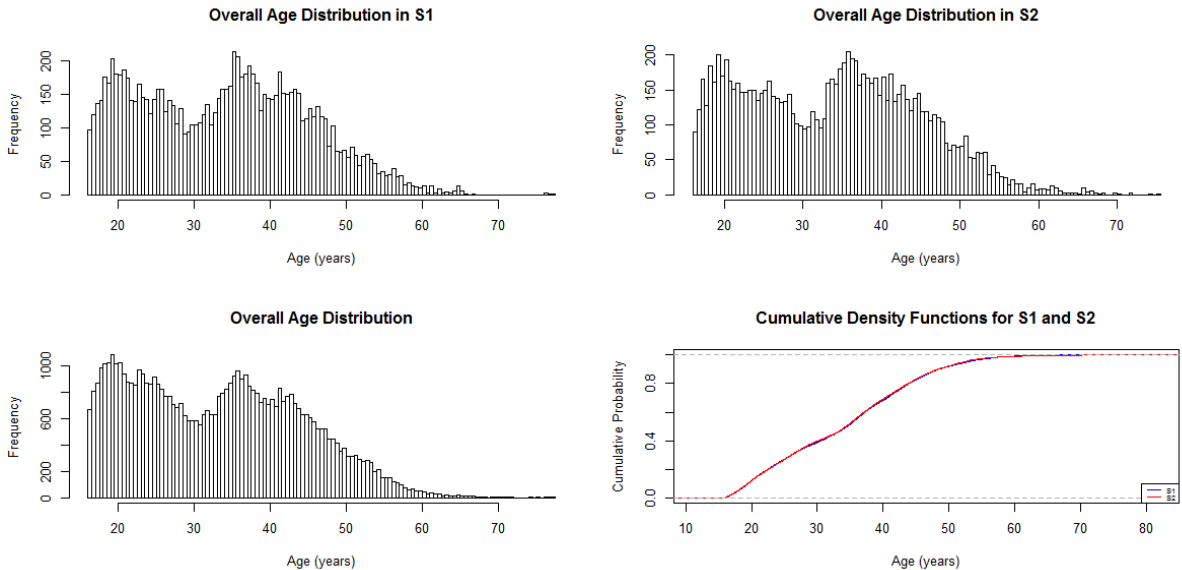 Overall Age Distribution in S1
Frequency
0 50 100 150 200
20 30 40 50 60 70
Age (years)
Overall Age Distribution in S2
Frequency
0 50 100 150 200
20 30 40 50 60 70
Age (years)
Overall Age Distribution
Frequency
0 200 600 1000
20 30 40 50 60 70
Age (years)
Cumulative Density Functions for S1 and S2
Cumulative Probability
0.0 0.4 0.8
10 20 30 40 50 60 70 80
Age (years)
S1
S2